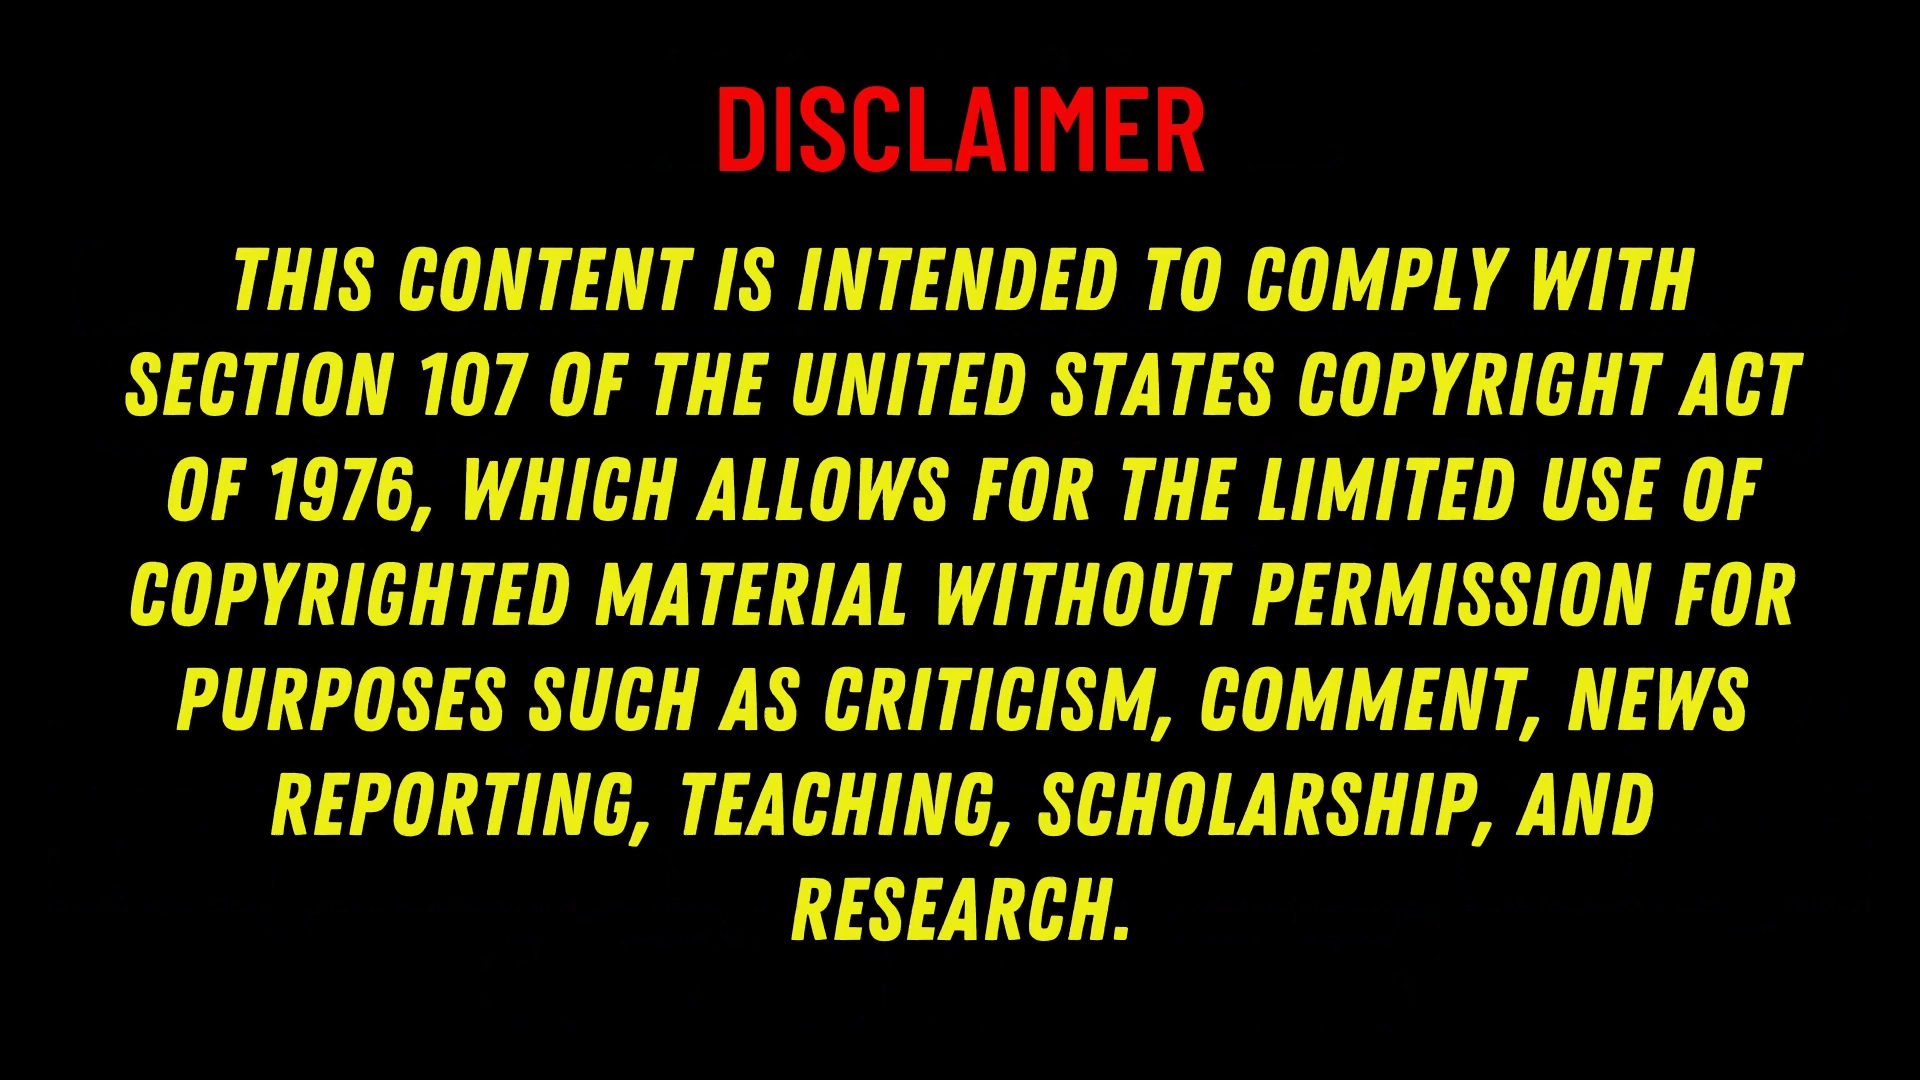 DISCLAIMER
THIS CONTENT IS INTENDED TO COMPLY WITH
SECTION 107 OF THE UNITED STATES COPYRIGHT ACT
OF 1976, WHICH ALLOWS FOR THE LIMITED USE OF
COPYRIGHTED MATERIAL WITHOUT PERMISSION FOR
PURPOSES SUCH AS CRITICISM, COMMENT, NEWS
REPORTING, TEACHING, SCHOLARSHIP, AND
RESEARCH.